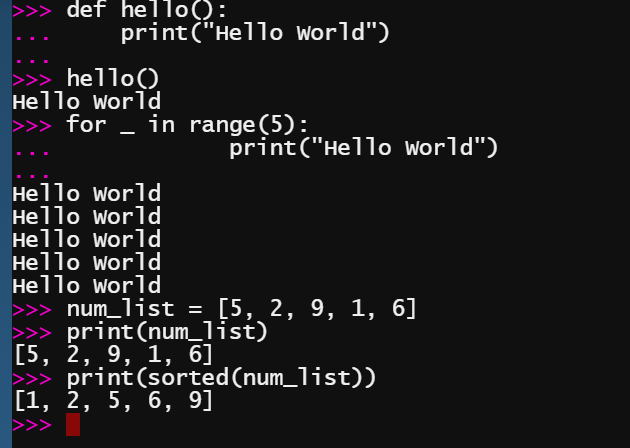 >>> def hello():
...     print("Hello World")
...
>>> hello()
Hello World
>>> for _ in range(5):
...             print("Hello World")
...
Hello World
Hello World
Hello World
Hello World
Hello World
>>> num_list = [5, 2, 9, 1, 6]
>>> print(num_list)
[5, 2, 9, 1, 6]
>>> print(sorted(num_list))
[1, 2, 5, 6, 9]
>>>